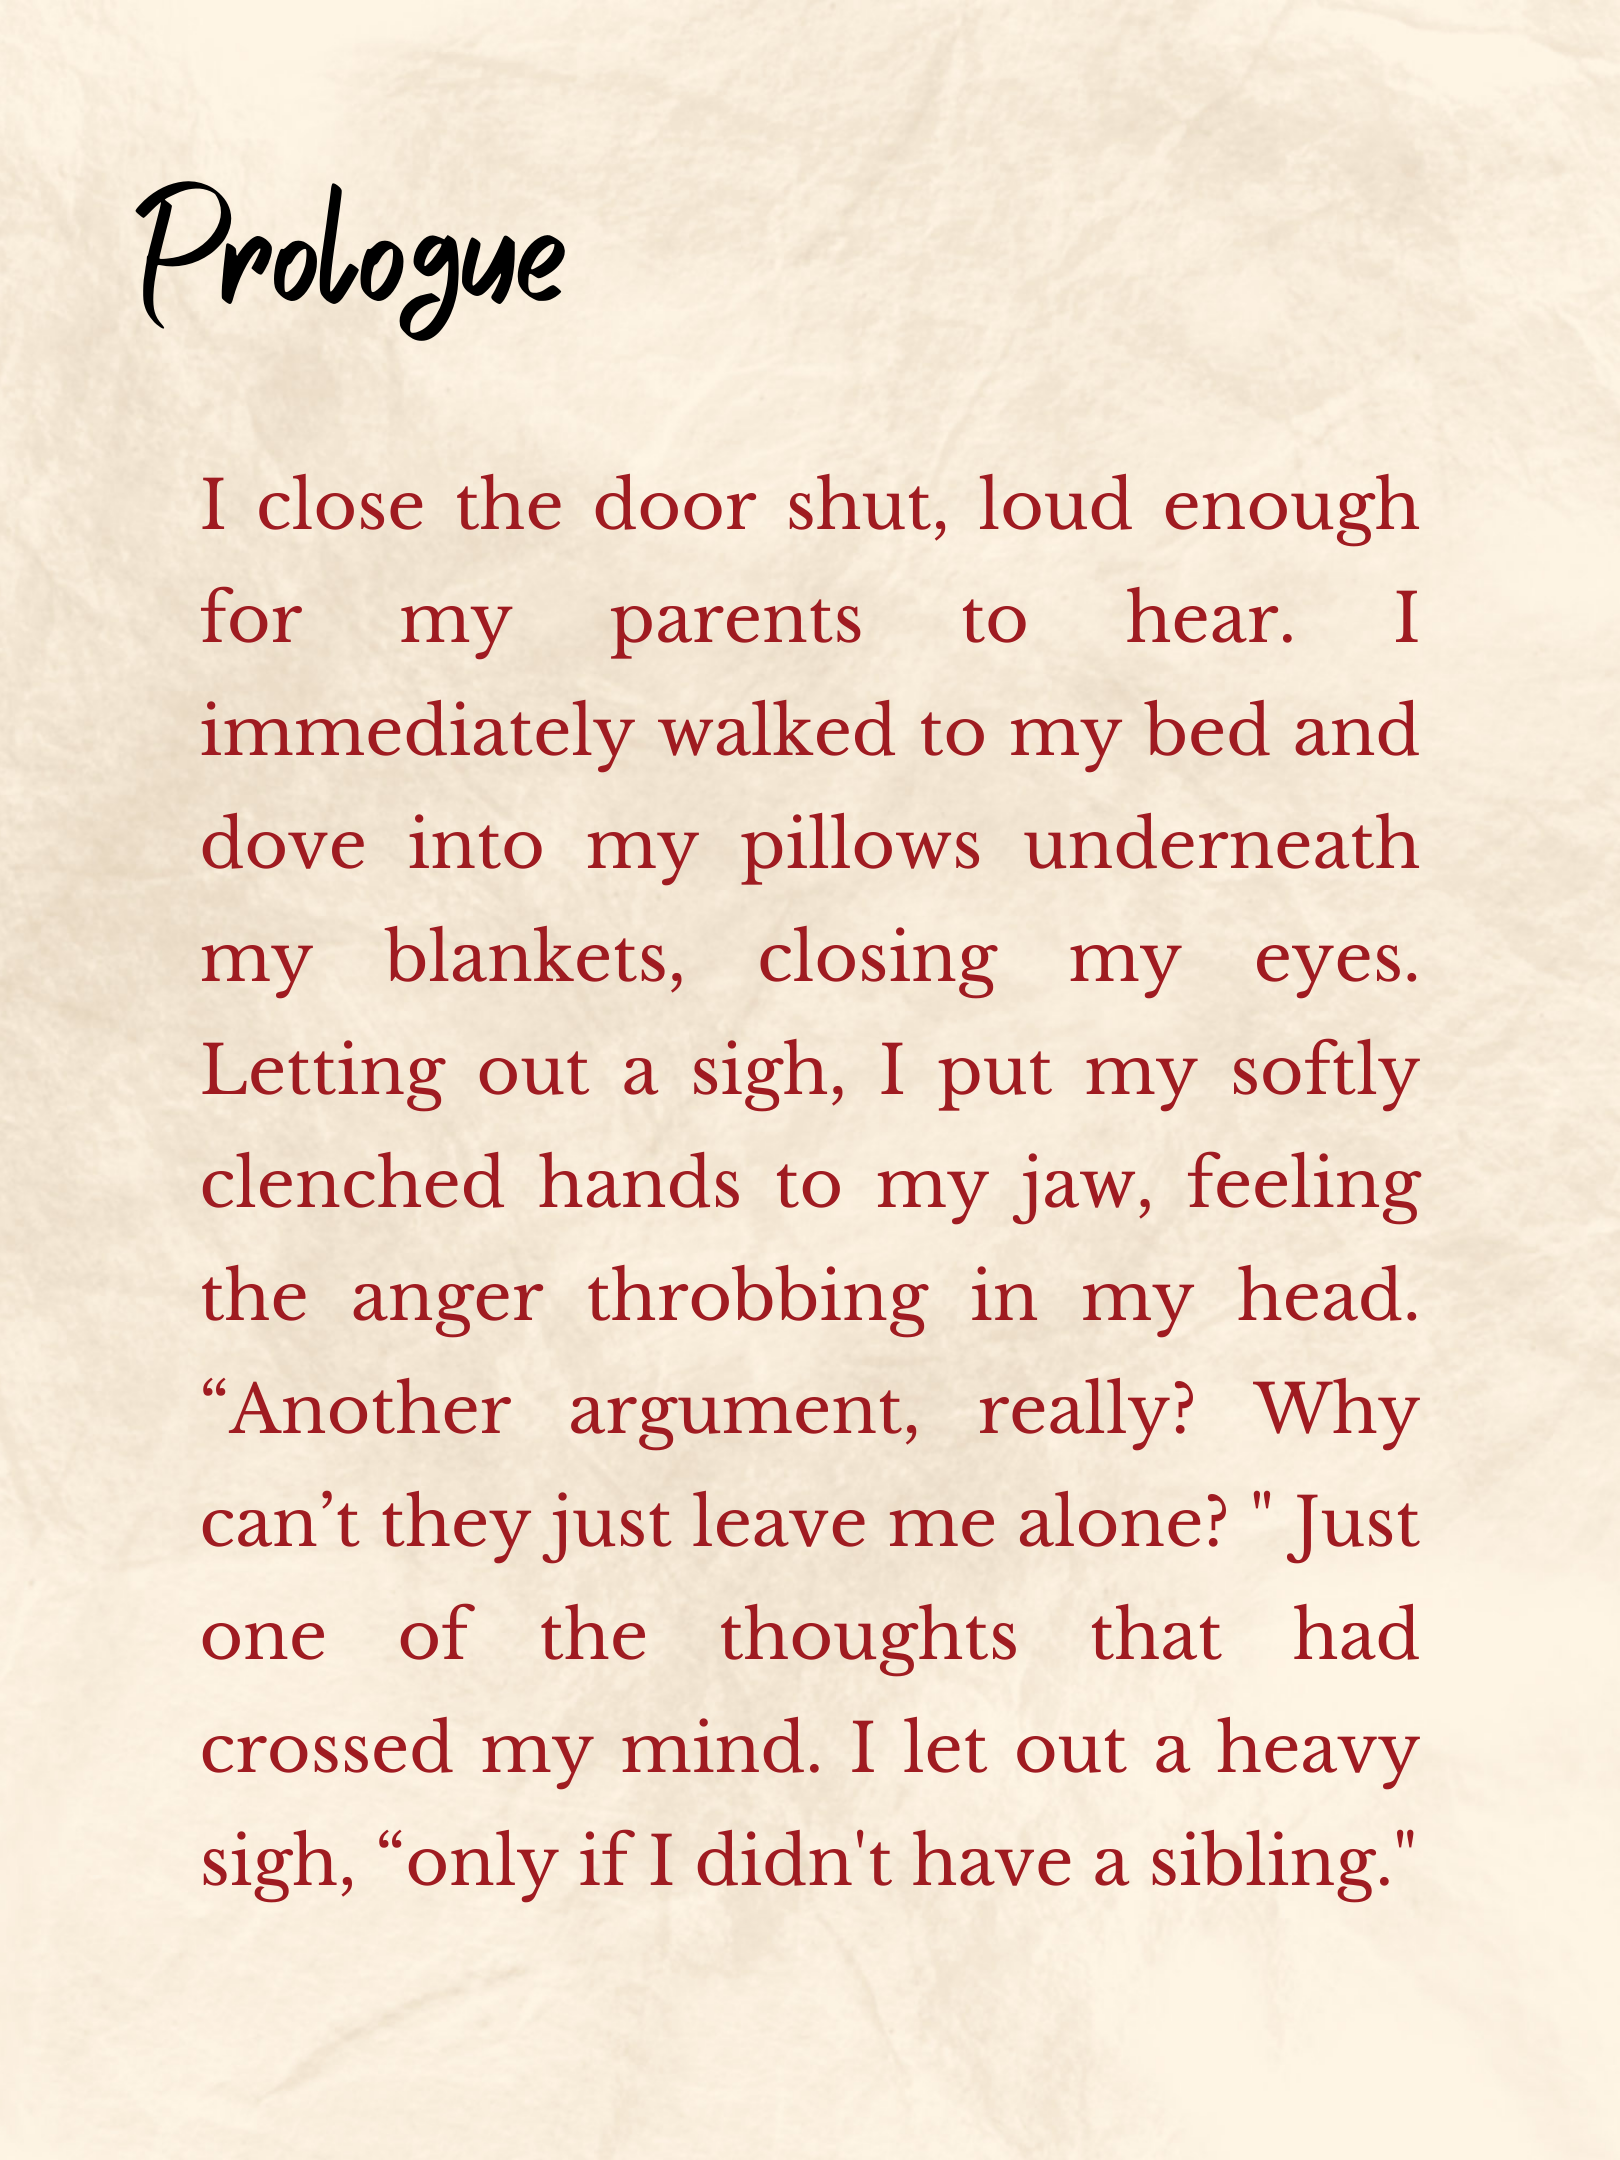 Prologue
I close the door shut, loud enough
for my parents to hear. I
immediately walked to my bed and
dove into my pillows underneath
my blankets, closing my eyes.
Letting out a sigh, I put my softly
clenched hands to my jaw, feeling
the anger throbbing in my head.
“Another argument, really? Why
can’t they just leave me alone? " Just
one of the thoughts that had
crossed my mind. I let out a heavy
sigh, “only if I didn't have a sibling."